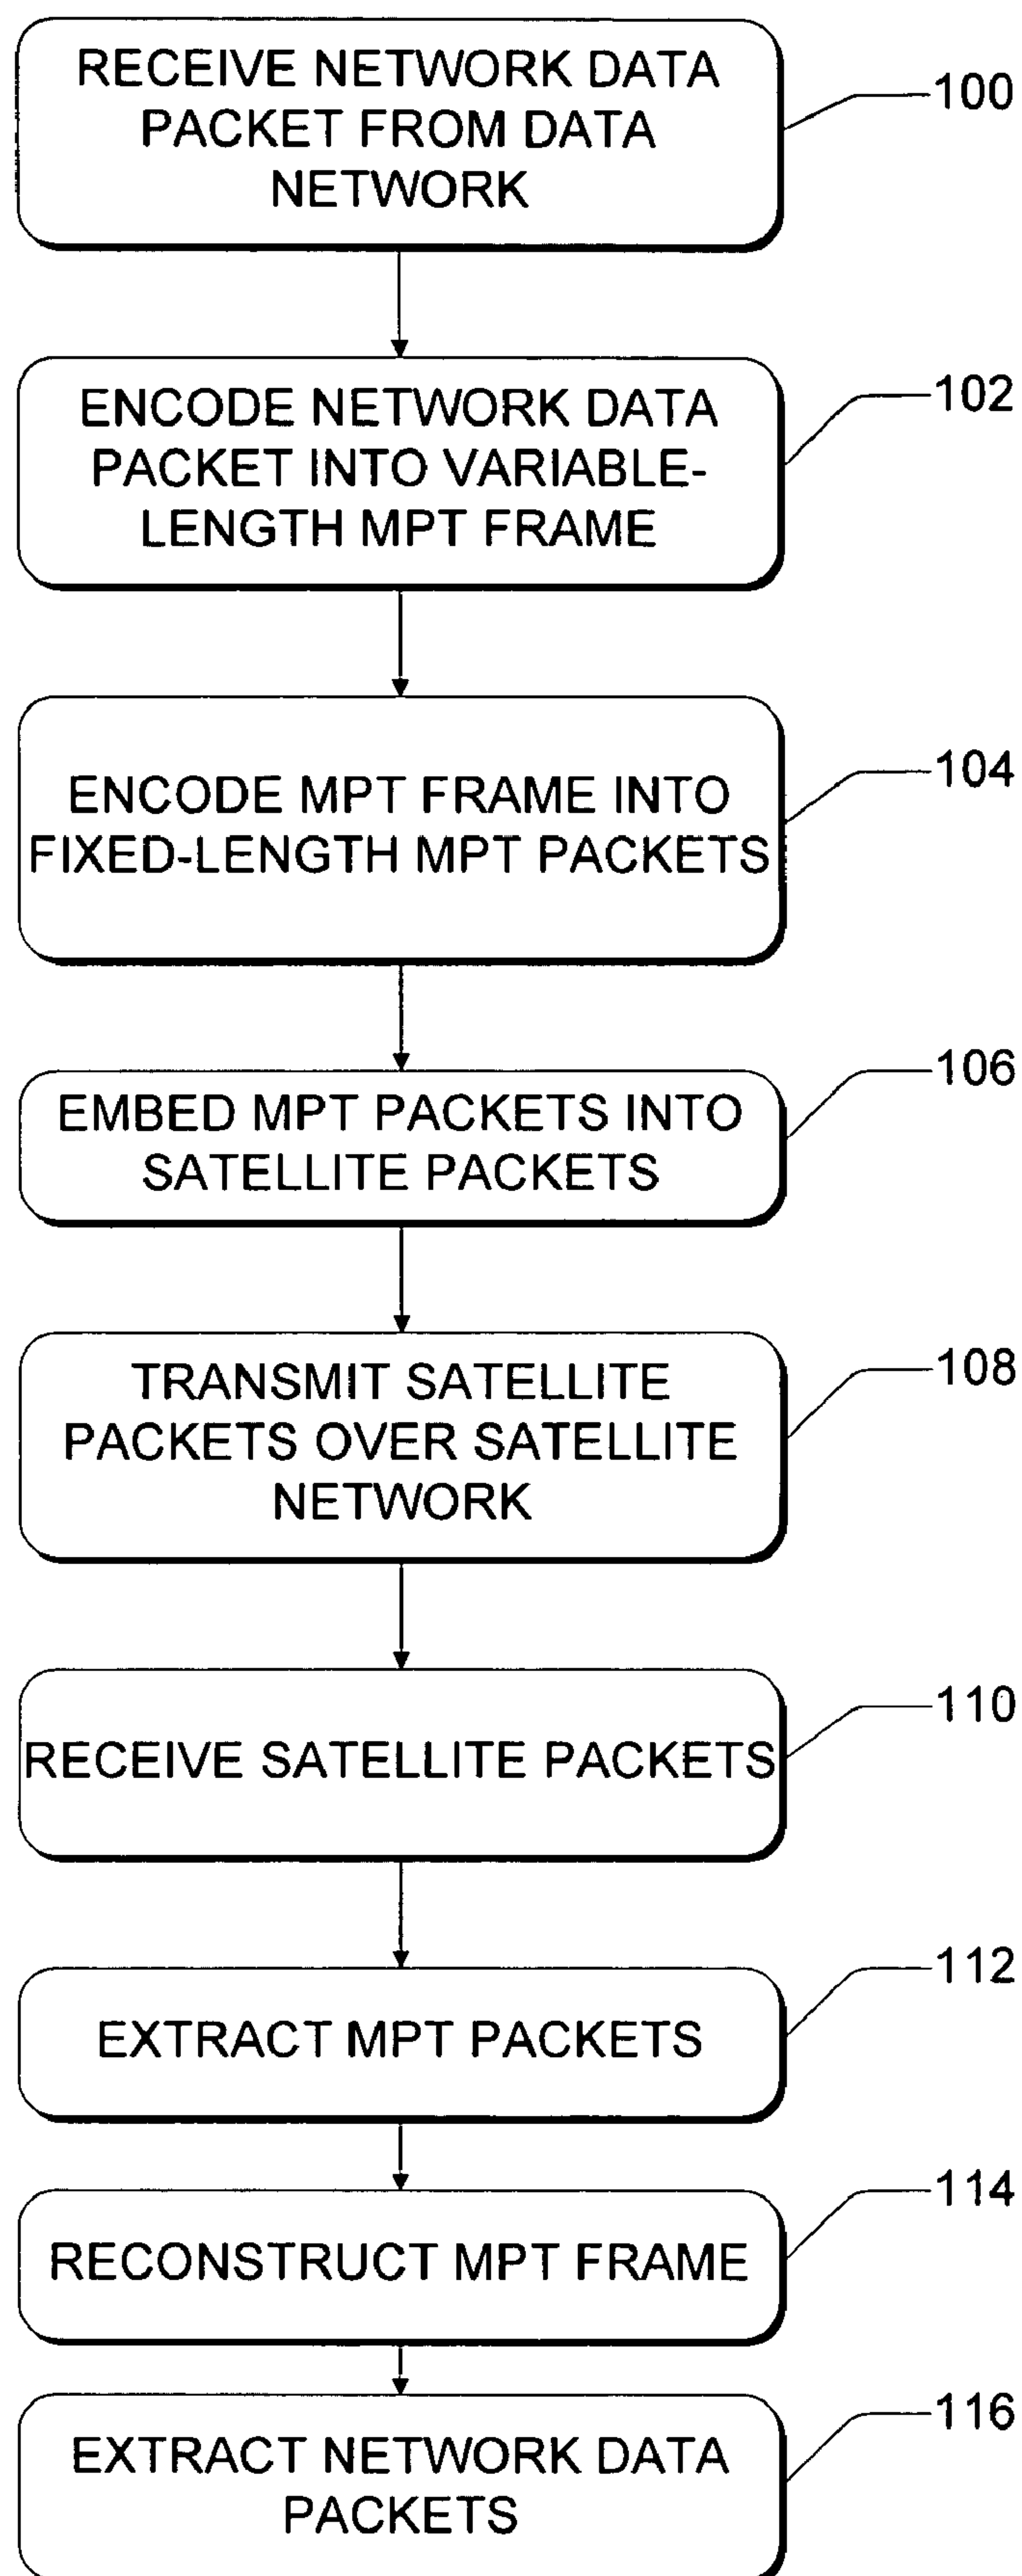 RECEIVE NETWORK DATA
PACKET FROM DATA
NETWORK
100
ENCODE NETWORK DATA
PACKET INTO VARIABLE-
LENGTH MPT FRAME
102
ENCODE MPT FRAME INTO
FIXED-LENGTH MPT PACKETS
104
EMBED MPT PACKETS INTO
SATELLITE PACKETS
106
TRANSMIT SATELLITE
PACKETS OVER SATELLITE
NETWORK
108
RECEIVE SATELLITE PACKETS
110
EXTRACT MPT PACKETS
112
RECONSTRUCT MPT FRAME
114
EXTRACT NETWORK DATA
PACKETS
116